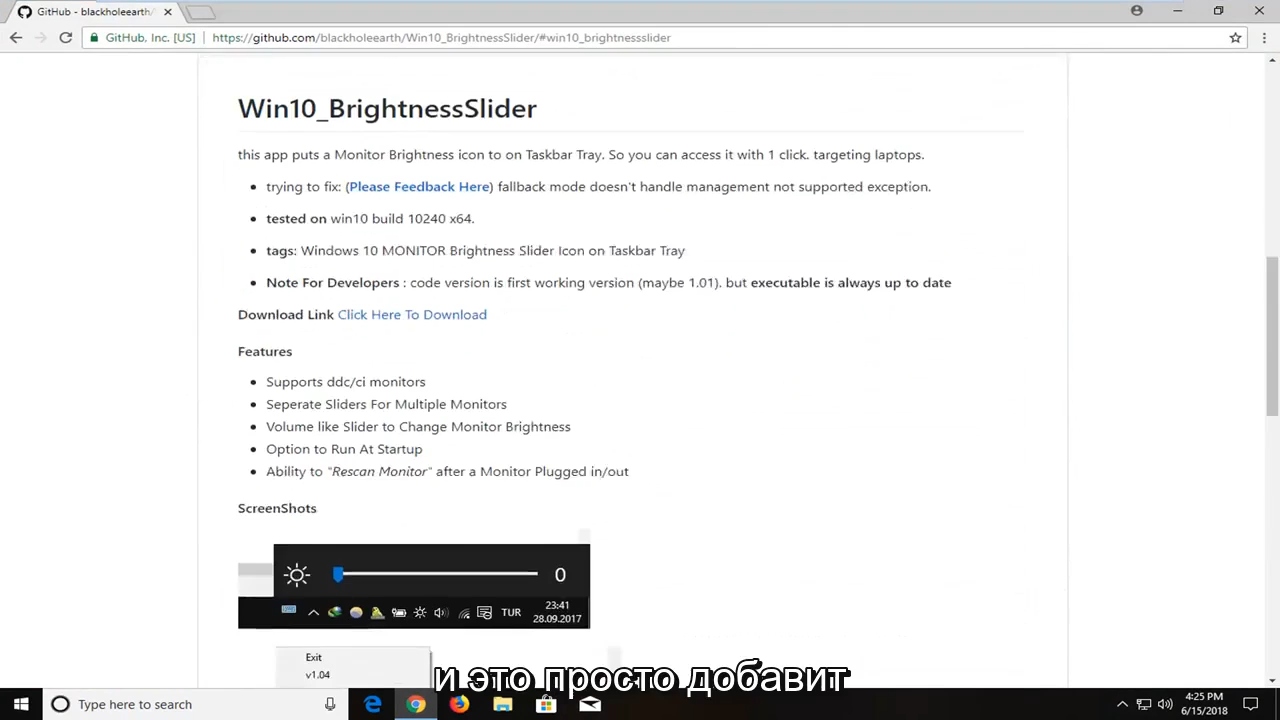 GitHub - blackholeearth/
GitHub. Inc. [US]
https://github.com/blackholeearth/Win10_BrightnessSlider/#win10_brightnessslider
Win10_BrightnessSlider
this app puts a Monitor Brightness icon to on Taskbar Tray. So you can access it with 1 click. targeting laptops.
• trying to fix: (Please Feedback Here) fallback mode doesn't handle management not supported exception.
• tested on win10 build 10240 x64.
• tags: Windows 10 MONITOR Brightness Slider Icon on Taskbar Tray
• Note For Developers : code version is first working version (maybe 1.01). but executable is always up to date
Download Link Click Here To Download
Features
• Supports ddc/ci monitors
• Seperate Sliders For Multiple Monitors
• Volume like Slider to Change Monitor Brightness
• Option to Run At Startup
• Ability to "Rescan Monitor" after a Monitor Plugged in/out
ScreenShots
0
TUR
23:41
28.09.2017
Exit
v1.04
и это просто добавит
Type here to search
4:25 PM
6/15/2018